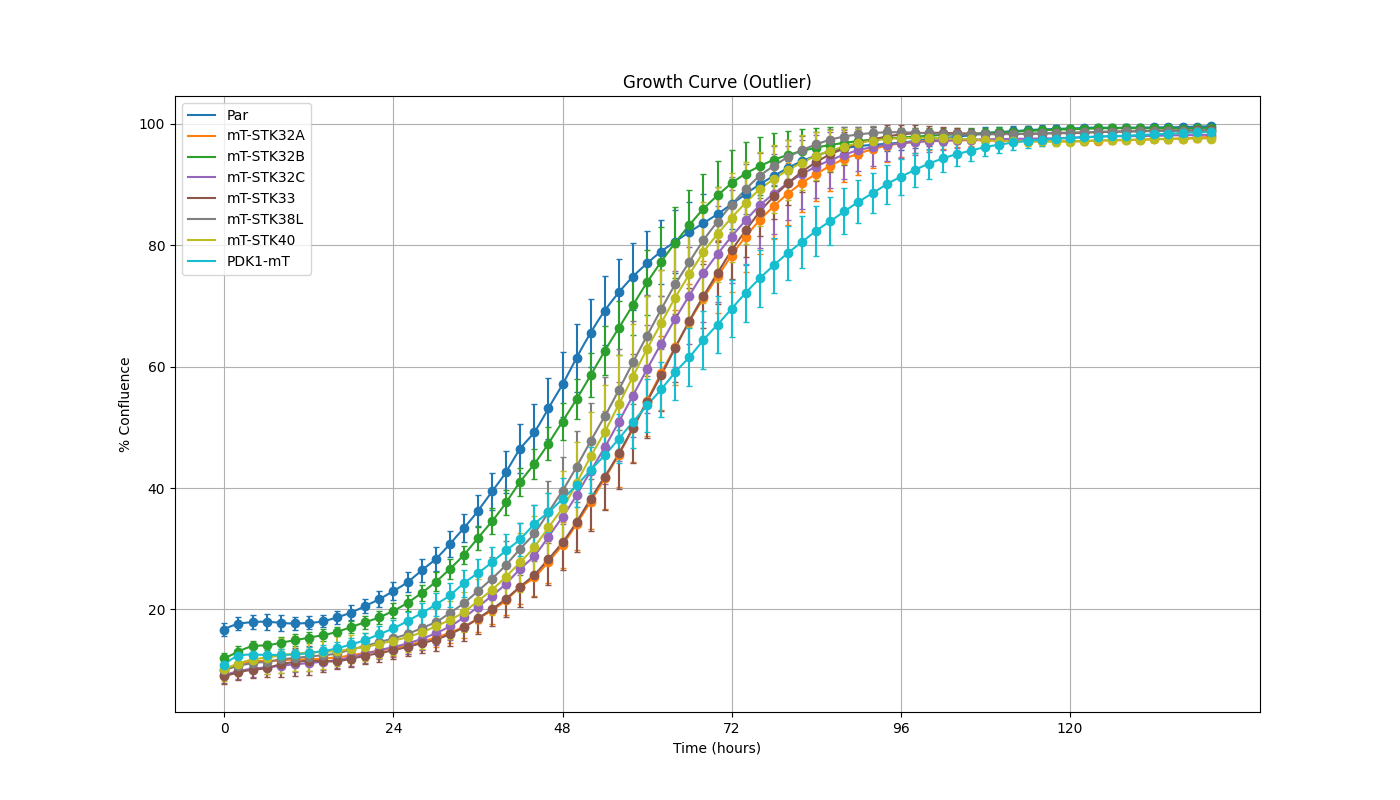 Growth Curve (Outlier)
Par
mT-STK32A
mT-STK32B
mT-STK32C
mT-STK33
mT-STK38L
mT-STK40
PDK1-mT
% Confluence
100
80
60
40
20
0 24 48 72 96 120
Time (hours)